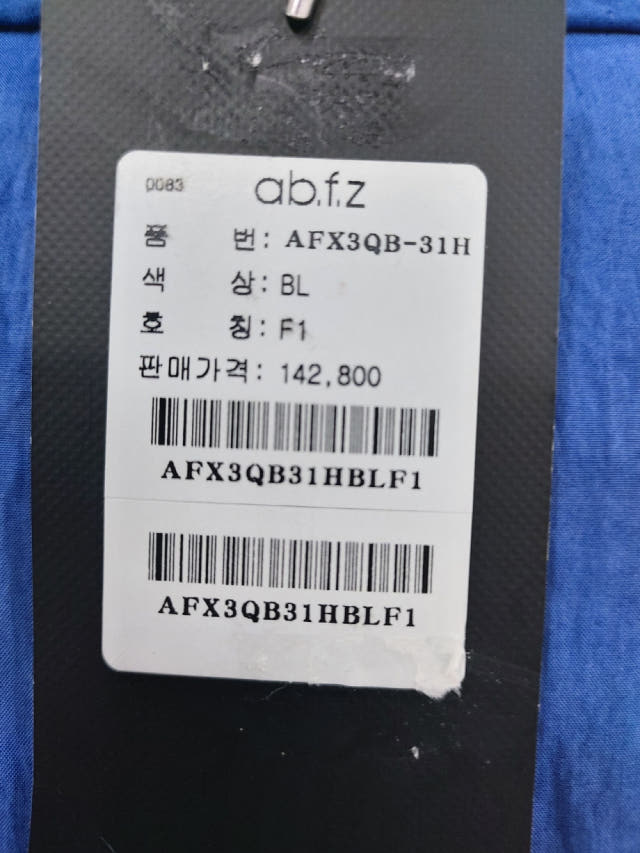 0083
ab.f.z
품 번: AFX3QB-31H
색 상: BL
호 칭: F1
판매가격: 142,800
AFX3QB31HBLF1
AFX3QB31HBLF1